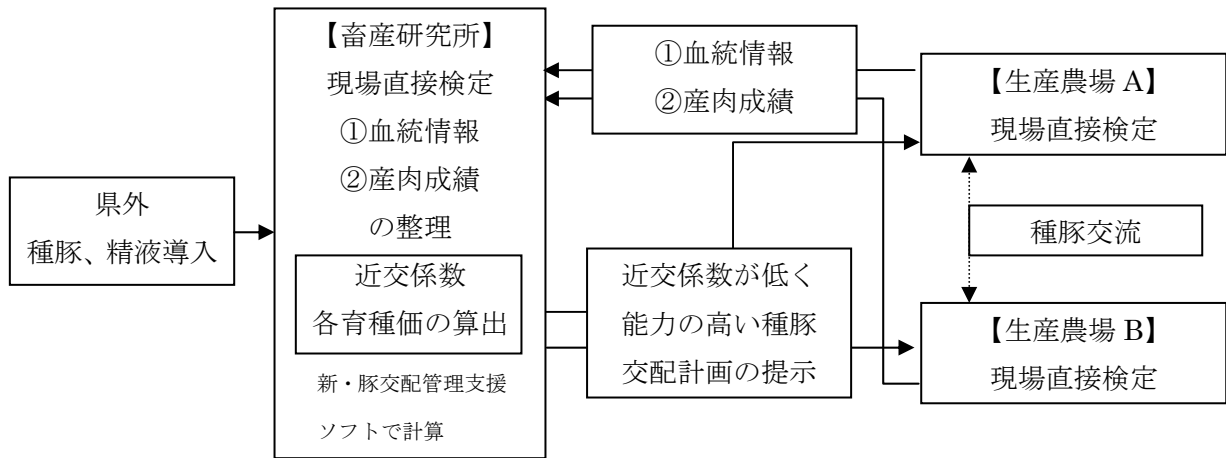 県外
種豚、精液導入
【畜産研究所】
現場直接検定
①血統情報
②産肉成績
の整理
近交係数
各育種価の算出
新・豚交配管理支援
ソフトで計算
①血統情報
②産肉成績
近交係数が低く
能力の高い種豚
交配計画の提示
【生産農場 A】
現場直接検定
種豚交流
【生産農場 B】
現場直接検定